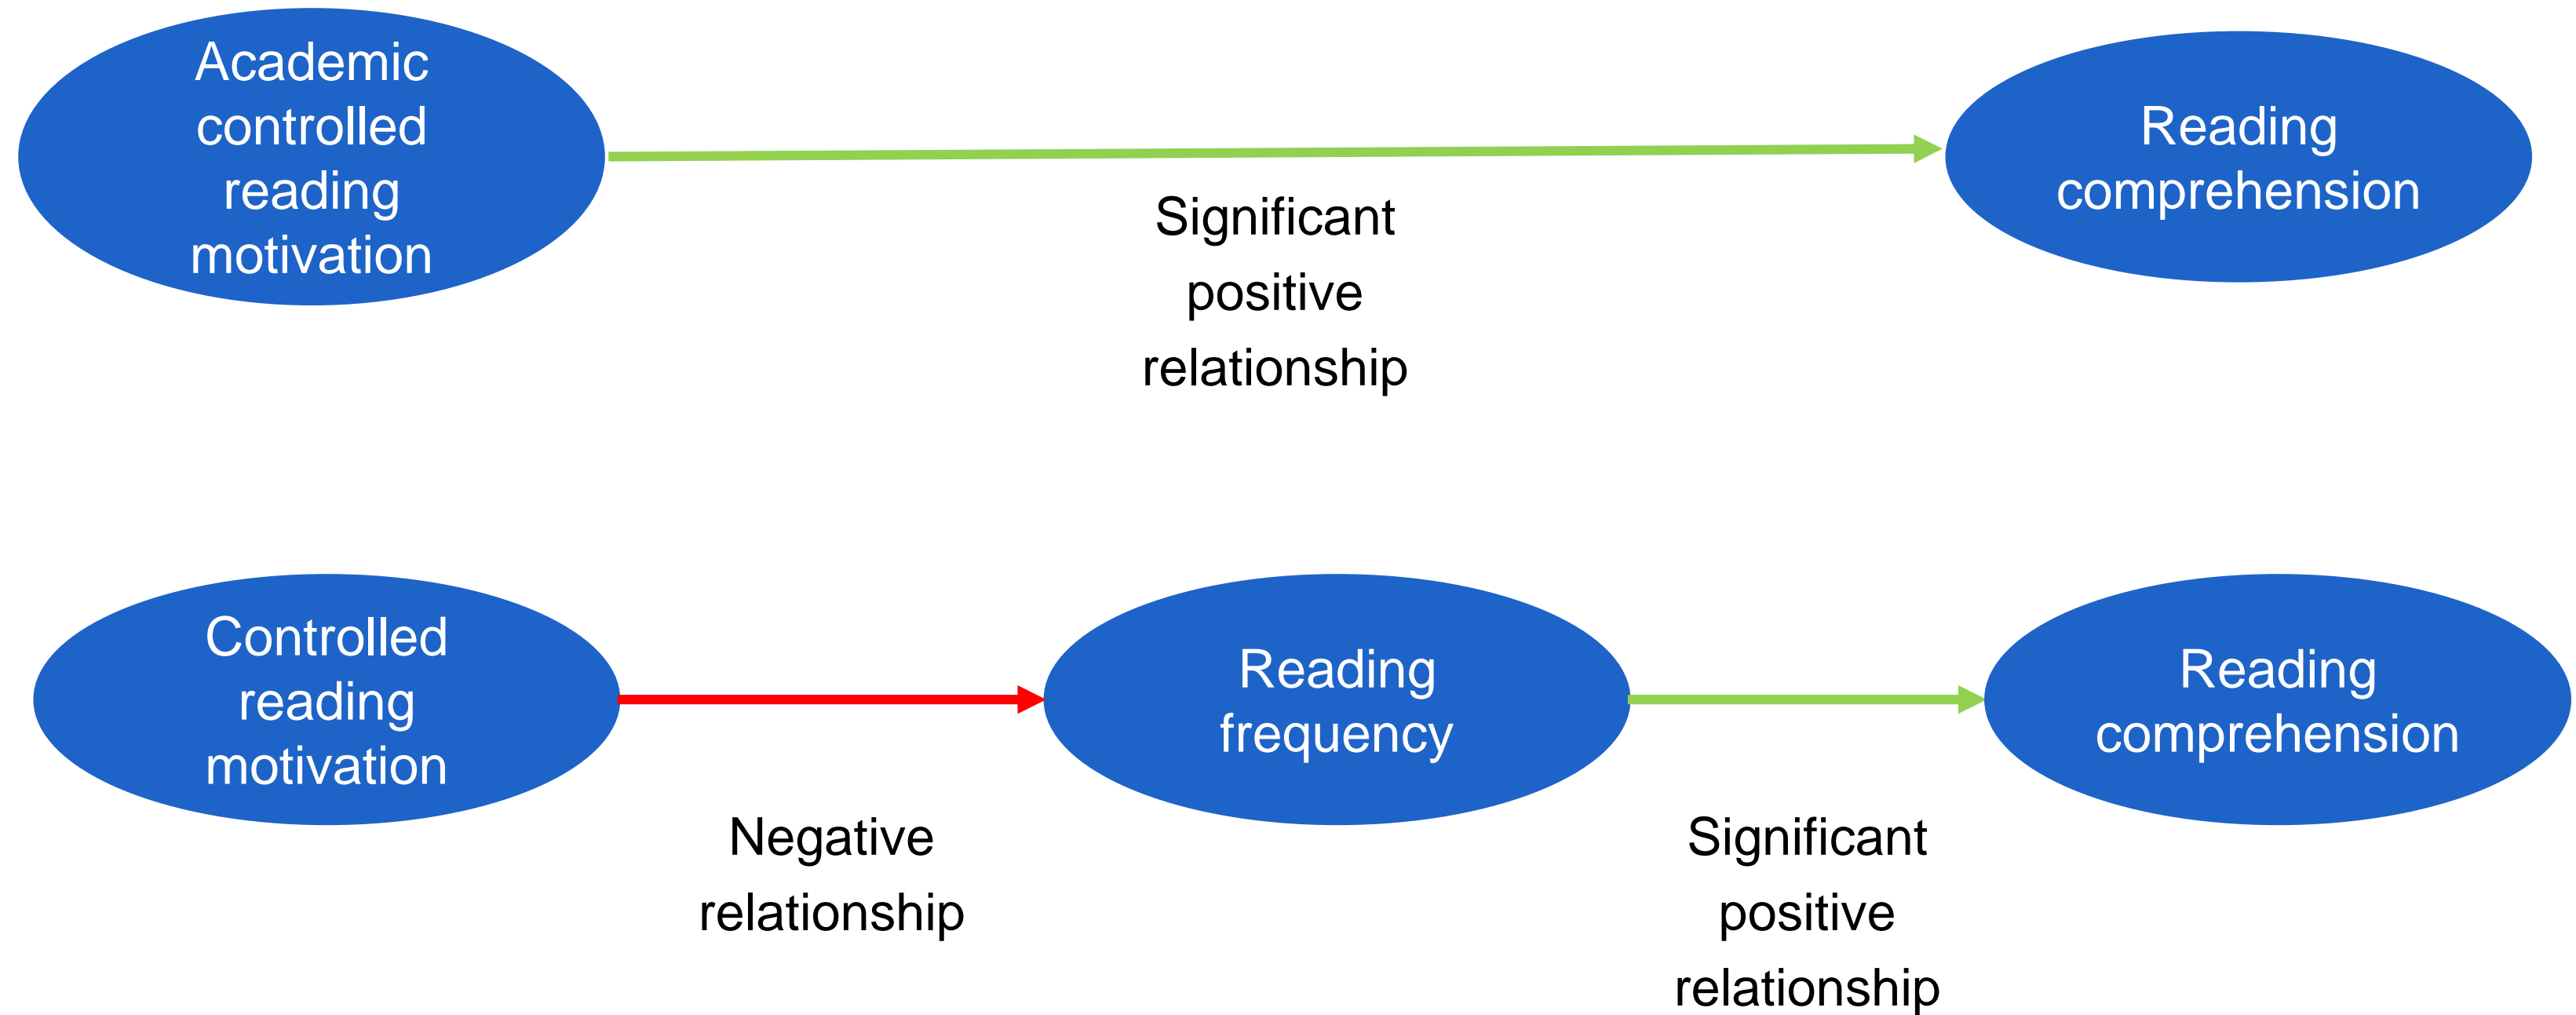 Academic
controlled
reading
motivation
Reading
comprehension
Significant
positive
relationship
Controlled
reading
motivation
Reading
frequency
Reading
comprehension
Negative
relationship
Significant
positive
relationship